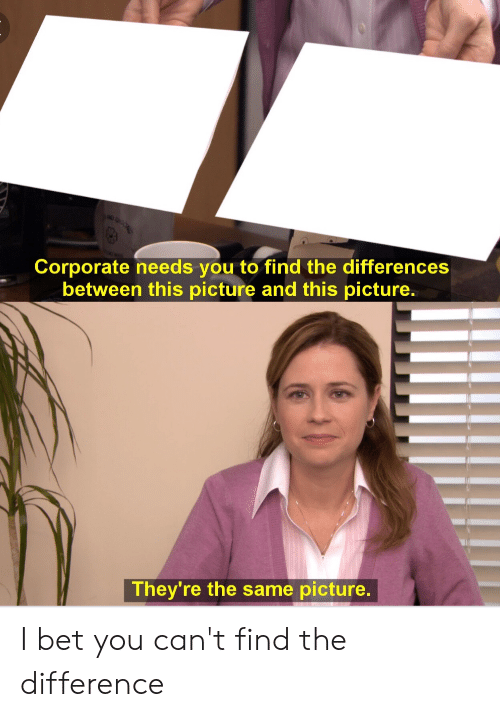 Corporate needs you to find the differences
between this picture and this picture.
They're the same picture.
I bet you can't find the
difference